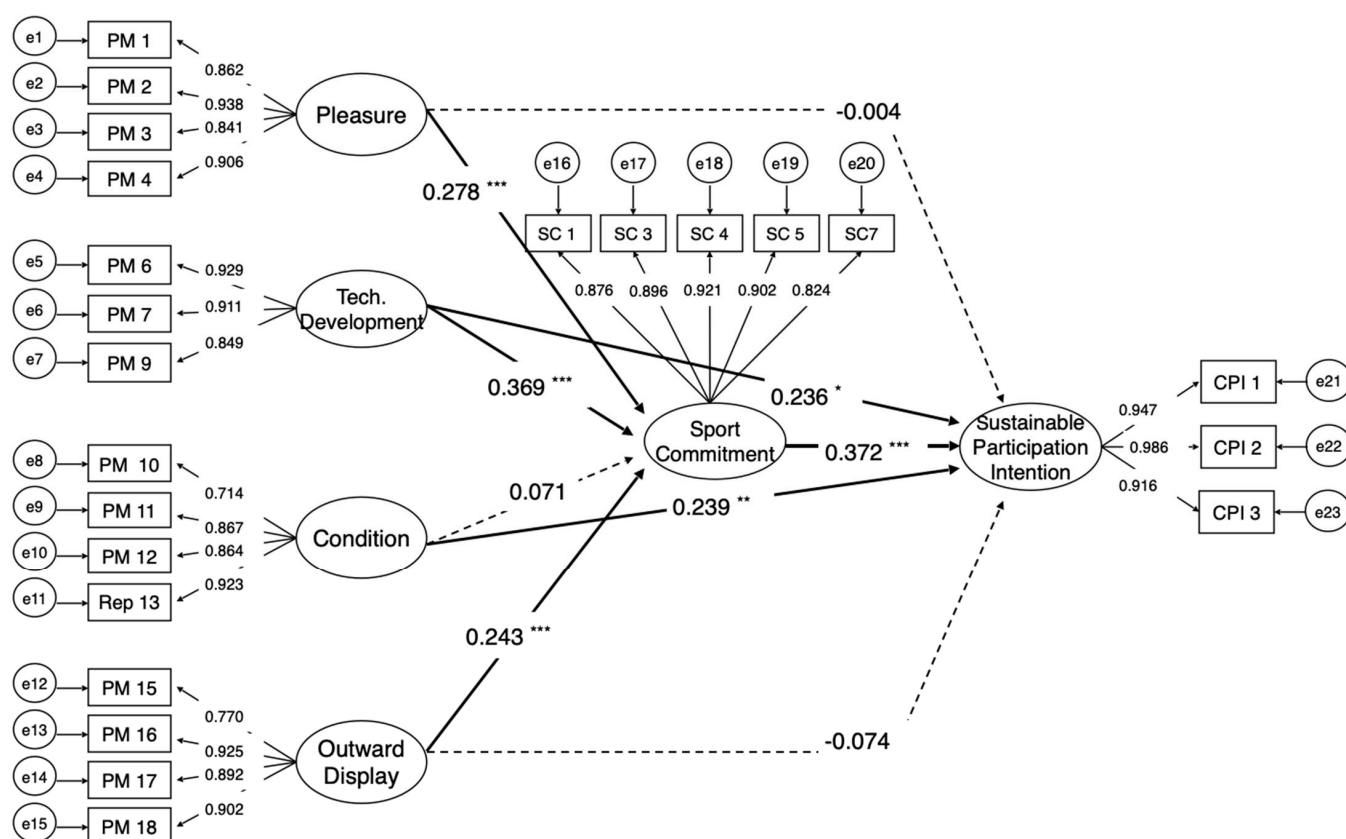 e1
PM 1
0.862
e2
PM 2
0.938
e3
PM 3
0.841
e4
PM 4
0.906
Pleasure
-0.004
0.278 ***
e16
e17
e18
e19
e20
SC 1
SC 3
SC 4
SC 5
SC7
0.876
0.896
0.921
0.902
0.824
e5
PM 6
0.929
e6
PM 7
0.911
e7
PM 9
0.849
Tech.
Development
0.369 ***
0.236 *
Sport
Commitment
0.372 ***
Sustainable
Participation
Intention
0.947
0.986
0.916
CPI 1
e21
CPI 2
e22
CPI 3
e23
e8
PM 10
0.714
e9
PM 11
0.867
e10
PM 12
0.864
e11
Rep 13
0.923
Condition
0.071
0.239 **
0.243 ***
e12
PM 15
0.770
e13
PM 16
0.925
e14
PM 17
0.892
e15
PM 18
0.902
Outward
Display
-0.074